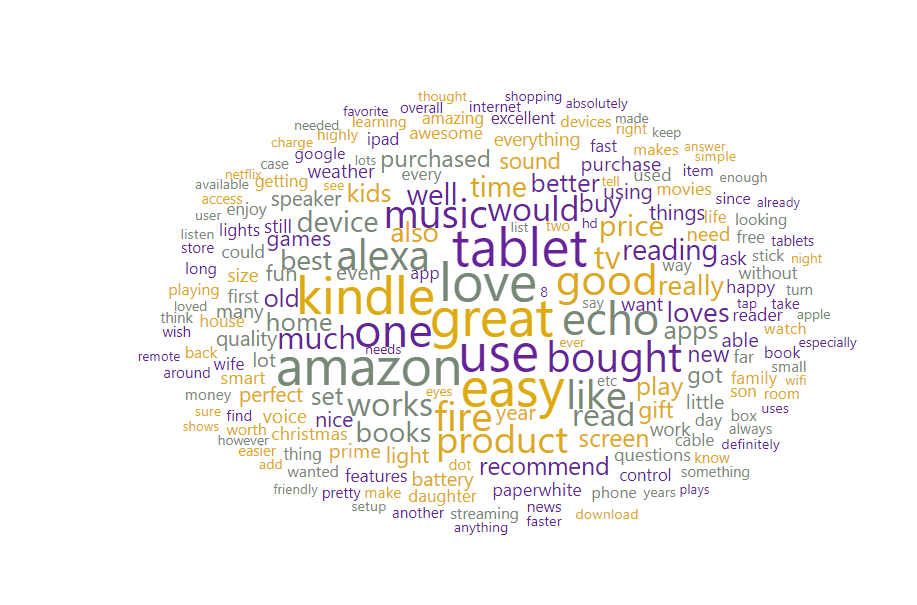 thought shopping
favorite overall internet absolutely
needed learning amazing excellent devices made
charge highly ipad awesome everything right keep
google lots purchased sound fast makes answer
case weather every purchase used item simple
netflix getting see kids well time better tell using movies enough
available speaker music would buy things life since already
access enjoy device also list two hd price need free looking tablets
user lights still games tablet tv reading ask stick night
listen could best alexa app way without
store fun even love good really happy turn
long size old kindle 8 say want loves reader tap take
playing first many great echo apps apple
loved house home one ever able watch
think quality much needs use bought new far book especially
wish back lot amazon etc got family small
remote wife easy like play son room wifi
around smart perfect set works fire year read gift little box uses
money voice nice books product screen work day always
sure find christmas cable definitely
shows worth thing prime light recommend questions know
however dot control something
easier wanted features battery paperwhite phone years plays
add pretty make daughter news
friendly setup another streaming faster download
anything
eyes